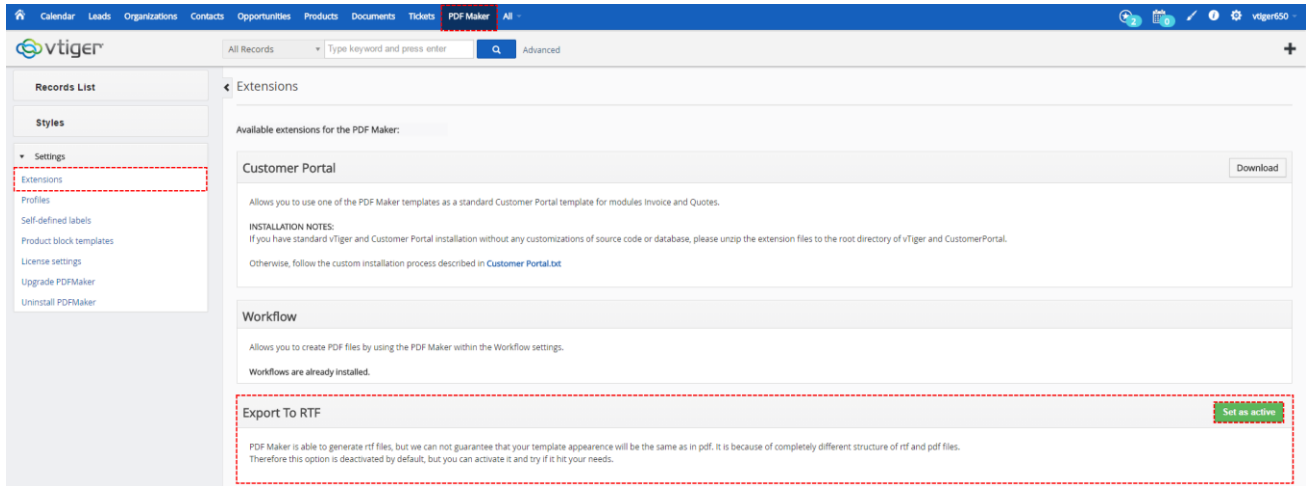 Calendar Leads Organizations Contacts Opportunities Products Documents Tickets PDF Maker All 2 0 vtiger650
vtiger All Records Type keyword and press enter Advanced
Records List
Styles
Settings
Extensions
Profiles
Self-defined labels
Product block templates
License settings
Upgrade PDFMaker
Uninstall PDFMaker
Extensions
Available extensions for the PDF Maker:
Customer Portal Download
Allows you to use one of the PDF Maker templates as a standard Customer Portal template for modules Invoice and Quotes.
INSTALLATION NOTES:
If you have standard vTiger and Customer Portal installation without any customizations of source code or database, please unzip the extension files to the root directory of vTiger and CustomerPortal.
Otherwise, follow the custom installation process described in Customer Portal.txt
Workflow
Allows you to create PDF files by using the PDF Maker within the Workflow settings.
Workflows are already installed.
Export To RTF Set as active
PDF Maker is able to generate rtf files, but we can not guarantee that your template appearence will be the same as in pdf. It is because of completely different structure of rtf and pdf files.
Therefore this option is deactivated by default, but you can activate it and try if it hit your needs.